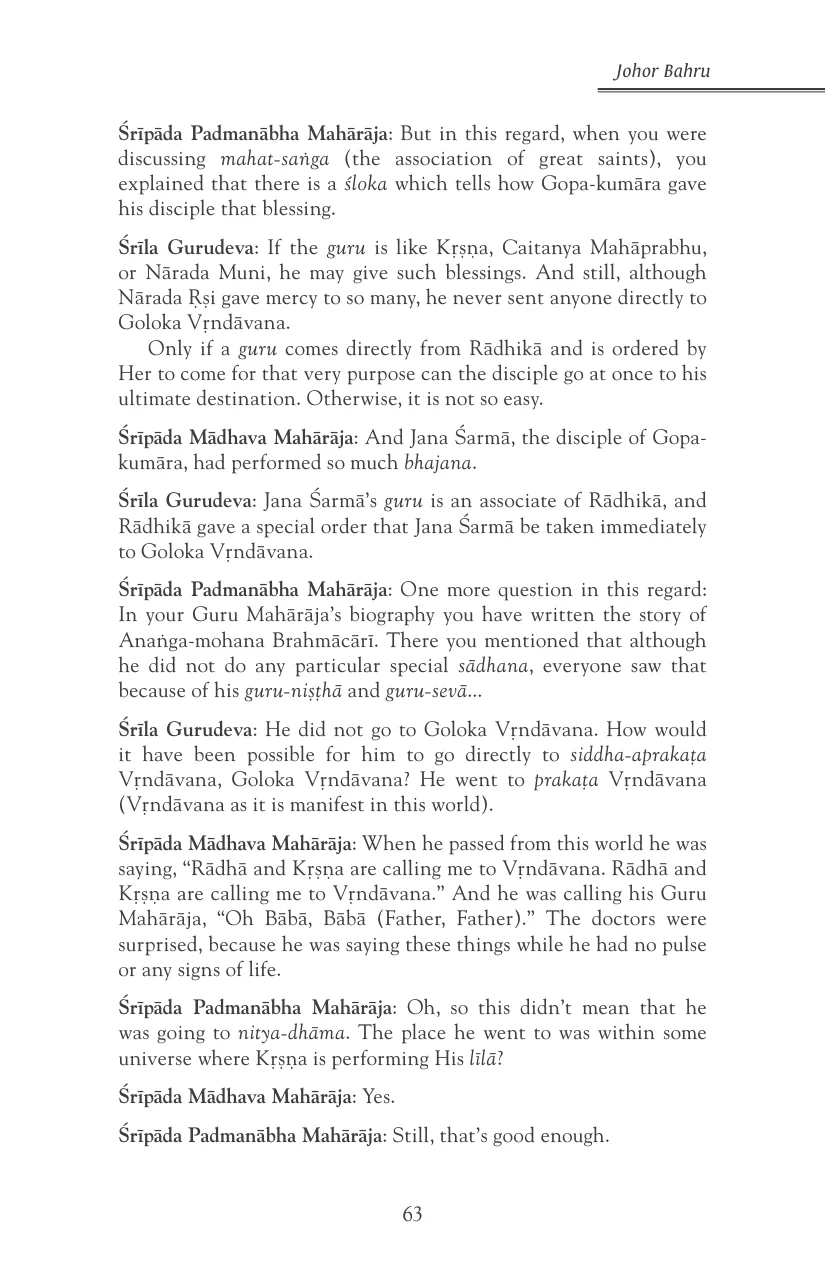 Johor Bahru
Śrīpāda Padmanābha Mahārāja: But in this regard, when you were
discussing mahat-saṅga (the association of great saints), you
explained that there is a śloka which tells how Gopa-kumāra gave
his disciple that blessing.
Śrīla Gurudeva: If the guru is like Kṛṣṇa, Caitanya Mahāprabhu,
or Nārada Muni, he may give such blessings. And still, although
Nārada Ṛṣi gave mercy to so many, he never sent anyone directly to
Goloka Vṛndāvana.
Only if a guru comes directly from Rādhikā and is ordered by
Her to come for that very purpose can the disciple go at once to his
ultimate destination. Otherwise, it is not so easy.
Śrīpāda Mādhava Mahārāja: And Jana Śarmā, the disciple of Gopa-
kumāra, had performed so much bhajana.
Śrīla Gurudeva: Jana Śarmā’s guru is an associate of Rādhikā, and
Rādhikā gave a special order that Jana Śarmā be taken immediately
to Goloka Vṛndāvana.
Śrīpāda Padmanābha Mahārāja: One more question in this regard:
In your Guru Mahārāja’s biography you have written the story of
Anaṅga-mohana Brahmācārī. There you mentioned that although
he did not do any particular special sādhana, everyone saw that
because of his guru-niṣṭhā and guru-sevā...
Śrīla Gurudeva: He did not go to Goloka Vṛndāvana. How would
it have been possible for him to go directly to siddha-aprakaṭa
Vṛndāvana, Goloka Vṛndāvana? He went to prakaṭa Vṛndāvana
(Vṛndāvana as it is manifest in this world).
Śrīpāda Mādhava Mahārāja: When he passed from this world he was
saying, “Rādhā and Kṛṣṇa are calling me to Vṛndāvana. Rādhā and
Kṛṣṇa are calling me to Vṛndāvana.” And he was calling his Guru
Mahārāja, “Oh Bābā, Bābā (Father, Father).” The doctors were
surprised, because he was saying these things while he had no pulse
or any signs of life.
Śrīpāda Padmanābha Mahārāja: Oh, so this didn’t mean that he
was going to nitya-dhāma. The place he went to was within some
universe where Kṛṣṇa is performing His līlā?
Śrīpāda Mādhava Mahārāja: Yes.
Śrīpāda Padmanābha Mahārāja: Still, that’s good enough.
63